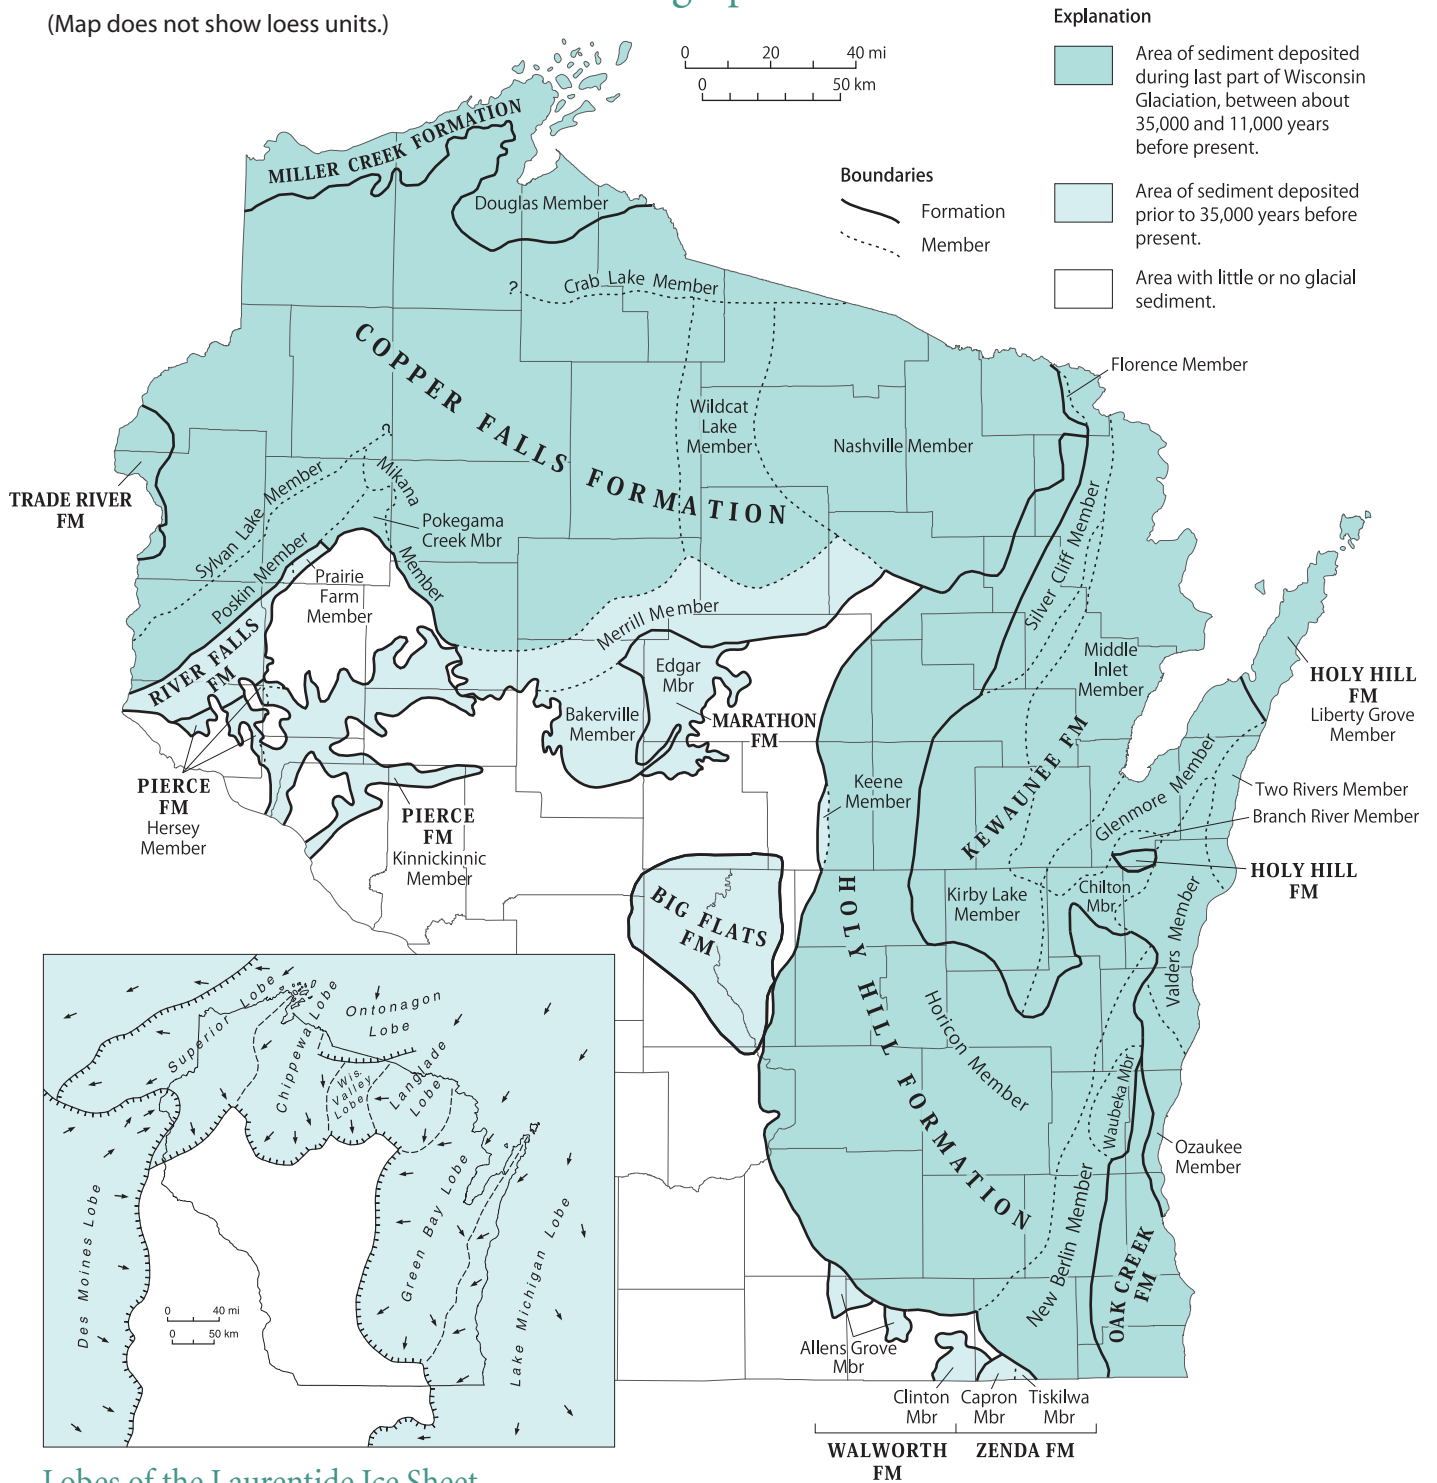 (Map does not show loess units.)
0 20 40 mi
0 50 km
Explanation
Area of sediment deposited
during last part of Wisconsin
Glaciation, between about
35,000 and 11,000 years
before present.
Area of sediment deposited
prior to 35,000 years before
present.
Area with little or no glacial
sediment.
Boundaries
Formation
Member
MILLER CREEK FORMATION
Douglas Member
? Crab Lake Member
COPPER FALLS FORMATION
Florence Member
Wildcat
Lake
Member
Nashville Member
TRADE RIVER
FM
?
Sylvan Lake Member
Mikana
Member
Pokegama
Creek Mbr
Poskin Member
Prairie
Farm
Member
RIVER FALLS
FM
Merrill Member
Silver Cliff Member
Edgar
Mbr
Middle
Inlet
Member
Bakerville
Member
MARATHON
FM
HOLY HILL
FM
Liberty Grove
Member
PIERCE
FM
Hersey
Member
PIERCE
FM
Kinnickinnic
Member
Keene
Member
KEWAUNEE FM
Glenmore Member
Two Rivers Member
Branch River Member
HOLY HILL
FM
BIG FLATS
FM
Kirby Lake
Member
Chilton
Mbr
Valders Member
HOLY HILL FORMATION
Horicon Member
Waubeka Mbr
Ozaukee
Member
New Berlin Member
OAK CREEK
FM
Allens Grove
Mbr
Clinton
Mbr
Capron
Mbr
Tiskilwa
Mbr
WALWORTH
FM
ZENDA FM
Superior Lobe
Chippewa Lobe
Ontonagon
Lobe
Wis.
Valley
Lobe
Langlade
Lobe
Des Moines Lobe
Green Bay Lobe
Lake Michigan Lobe
0 40 mi
0 50 km
Lobes of the Laurentide Ice Sheet